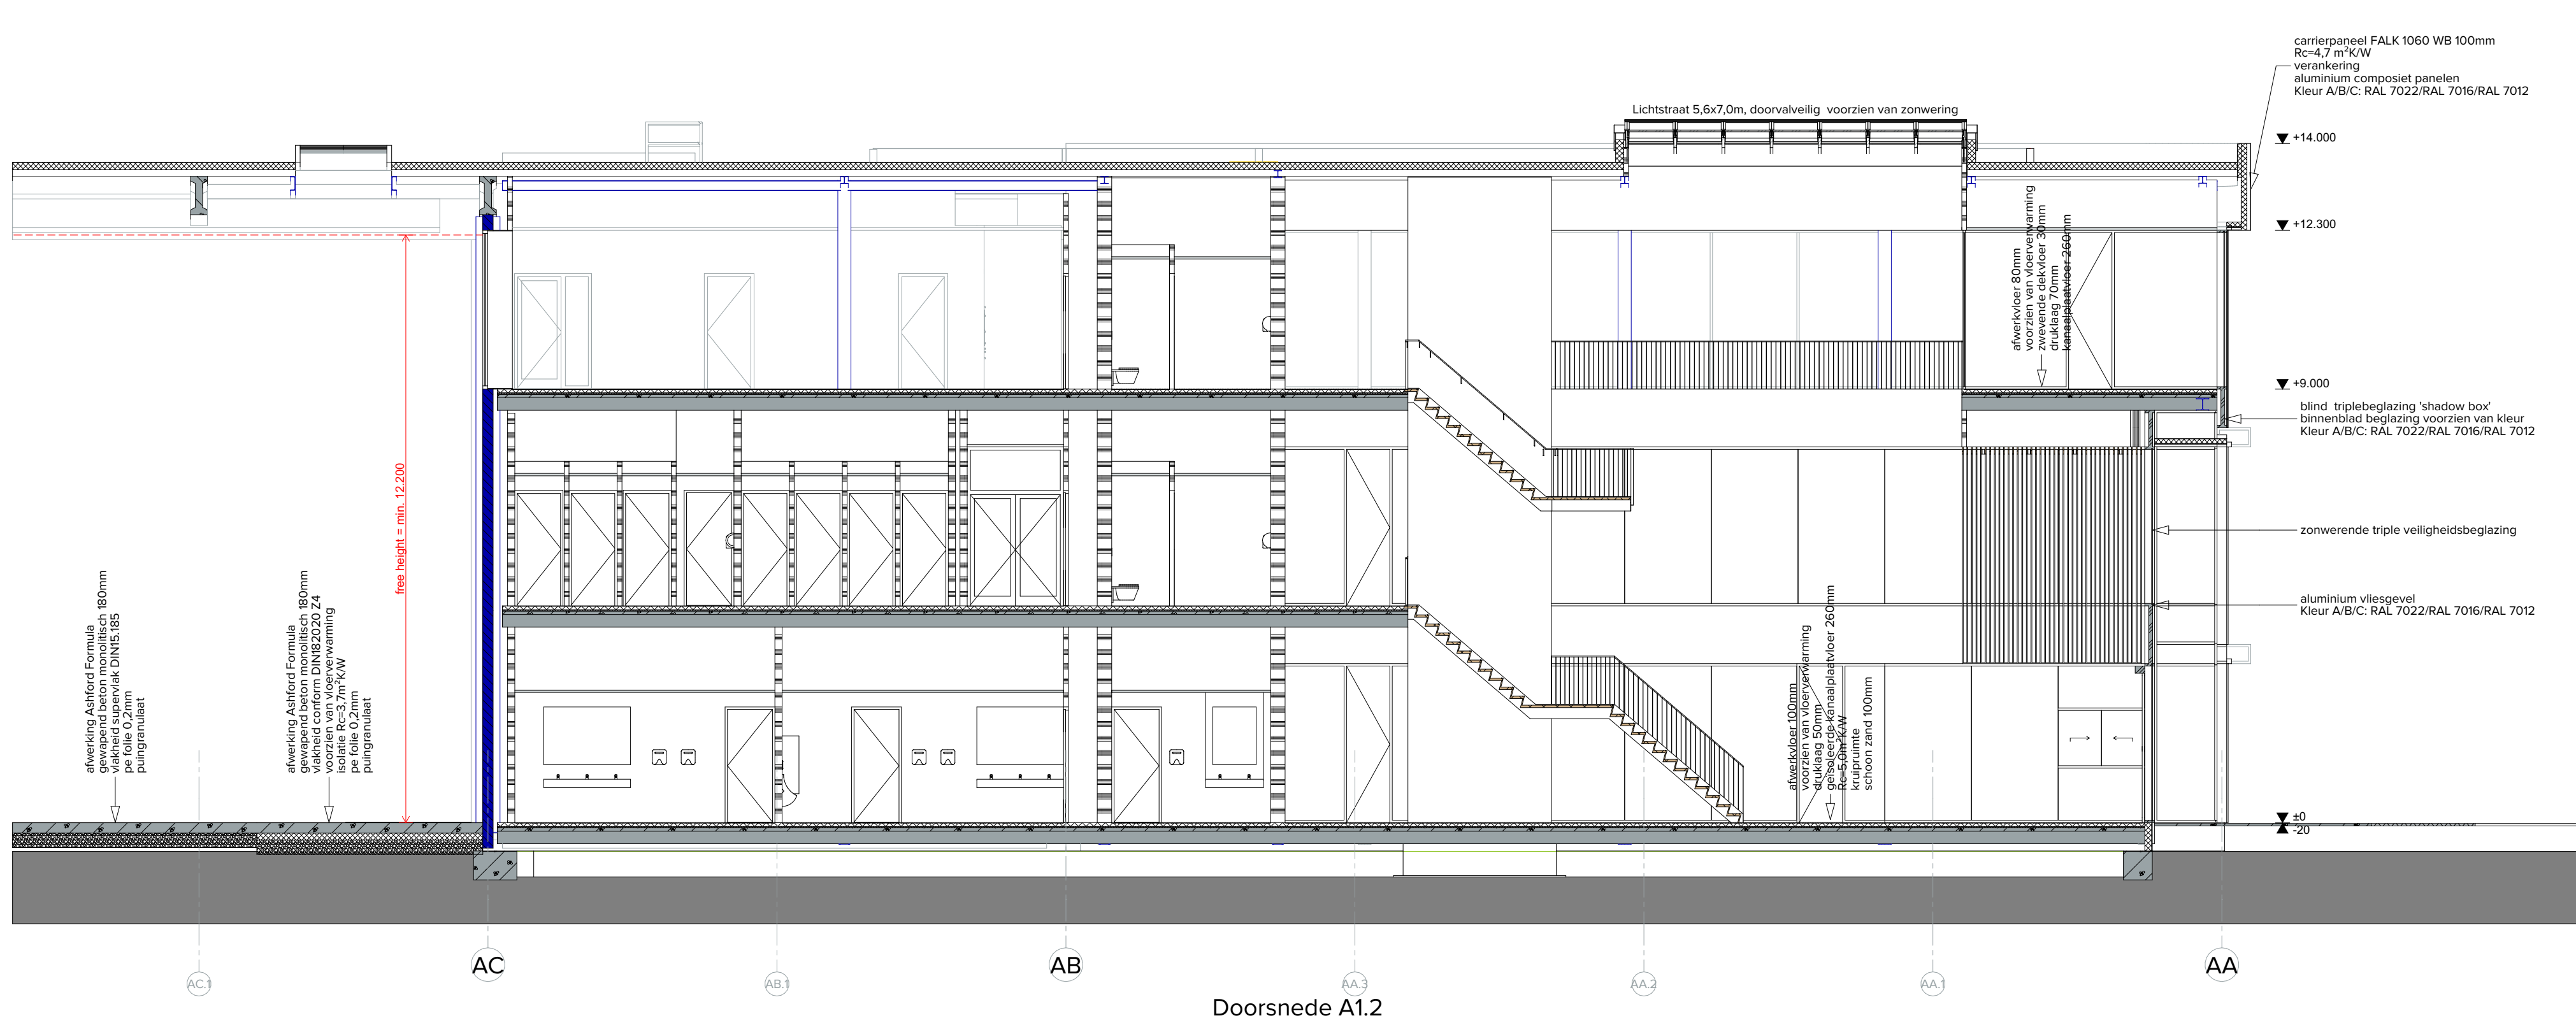 carrierpaneel FALK 1060 WB 100mm
Rc=4,7 m²K/W
verankering
aluminium composiet panelen
Kleur A/B/C: RAL 7022/RAL 7016/RAL 7012
Lichtstraat 5,6x7,0m, doorvalveilig voorzien van zonwering
+14.000
+12.300
afwerkvloer 80mm
voorzien van vloerverwarming
zwevende dekvloer 30mm
druklaag 70mm
kanaalplaatvloer 260mm
+9.000
blind triplebeglazing 'shadow box'
binnenblad beglazing voorzien van kleur
Kleur A/B/C: RAL 7022/RAL 7016/RAL 7012
free height = min. 12.200
zonwerende triple veiligheidsbeglazing
aluminium vliesgevel
Kleur A/B/C: RAL 7022/RAL 7016/RAL 7012
afwerking Ashford Formula
gewapend beton monolitisch 180mm
vlakheid supervlak DIN15.185
pe folie 0,2mm
puingranulaat
afwerking Ashford Formula
gewapend beton monolitisch 180mm
vlakheid conform DIN182020 Z4
voorzien van vloerverwarming
isolatie Rc=3,7m²K/W
pe folie 0,2mm
puingranulaat
afwerkvloer 100mm
voorzien van vloerverwarming
druklaag 50mm
geïsoleerde kanaalplaatvloer 260mm
Rc=5,0m²K/W
kruipruimte
schoon zand 100mm
±0
-20
AC.1
AC
AB.1
AB
AA.3
AA.2
AA.1
AA
Doorsnede A1.2